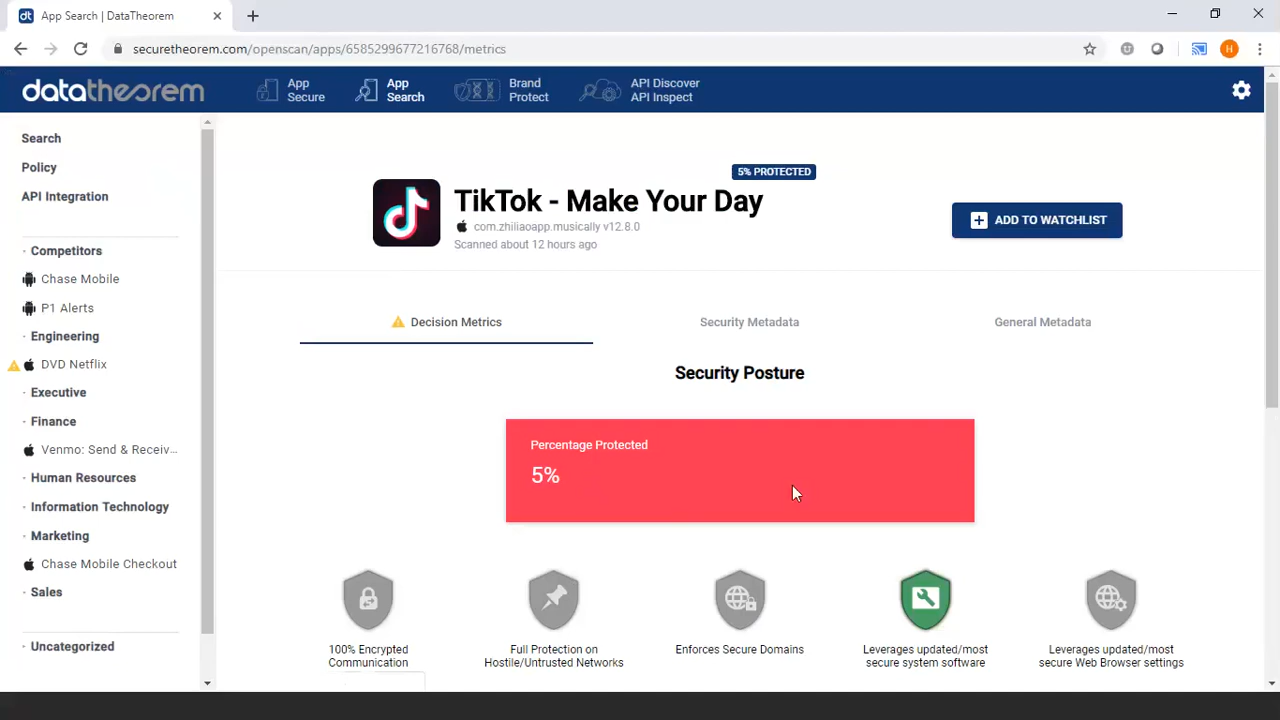 App Search | DataTheorem
securetheorem.com/openscan/apps/6585299677216768/metrics
H
datatheorem
App
Secure
App
Search
Brand
Protect
API Discover
API Inspect
Search
Policy
API Integration
Competitors
Chase Mobile
P1 Alerts
Engineering
DVD Netflix
Executive
Finance
Venmo: Send & Receiv...
Human Resources
Information Technology
Marketing
Chase Mobile Checkout
Sales
Uncategorized
5% PROTECTED
TikTok - Make Your Day
com.zhiliaoapp.musically v12.8.0
Scanned about 12 hours ago
ADD TO WATCHLIST
Decision Metrics
Security Metadata
General Metadata
Security Posture
Percentage Protected
5%
100% Encrypted
Communication
Full Protection on
Hostile/Untrusted Networks
Enforces Secure Domains
Leverages updated/most
secure system software
Leverages updated/most
secure Web Browser settings